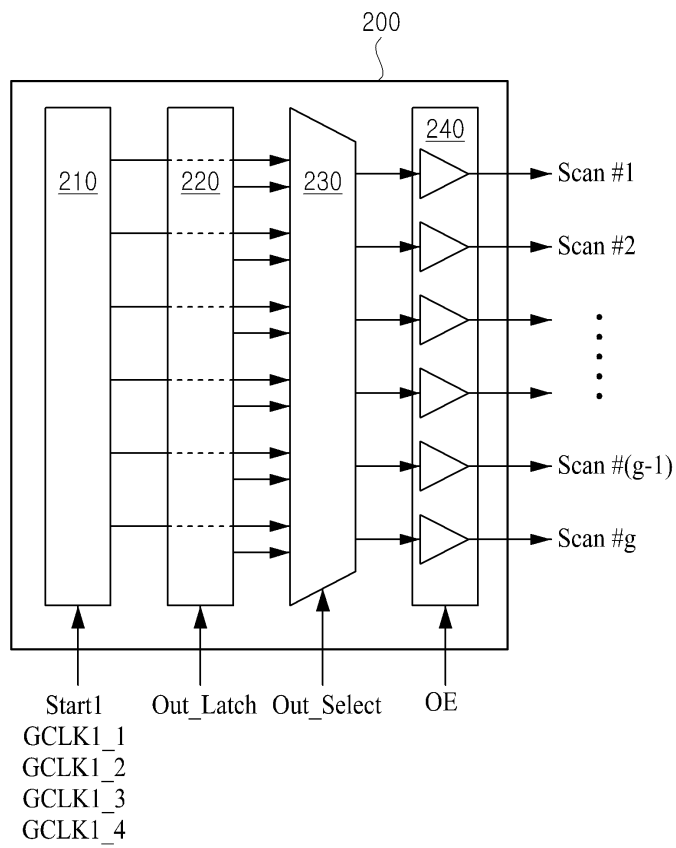 200
240
210
220
230
Scan #1
Scan #2
Scan #(g-1)
Scan #g
Start1
Out_Latch
Out_Select
OE
GCLK1_1
GCLK1_2
GCLK1_3
GCLK1_4